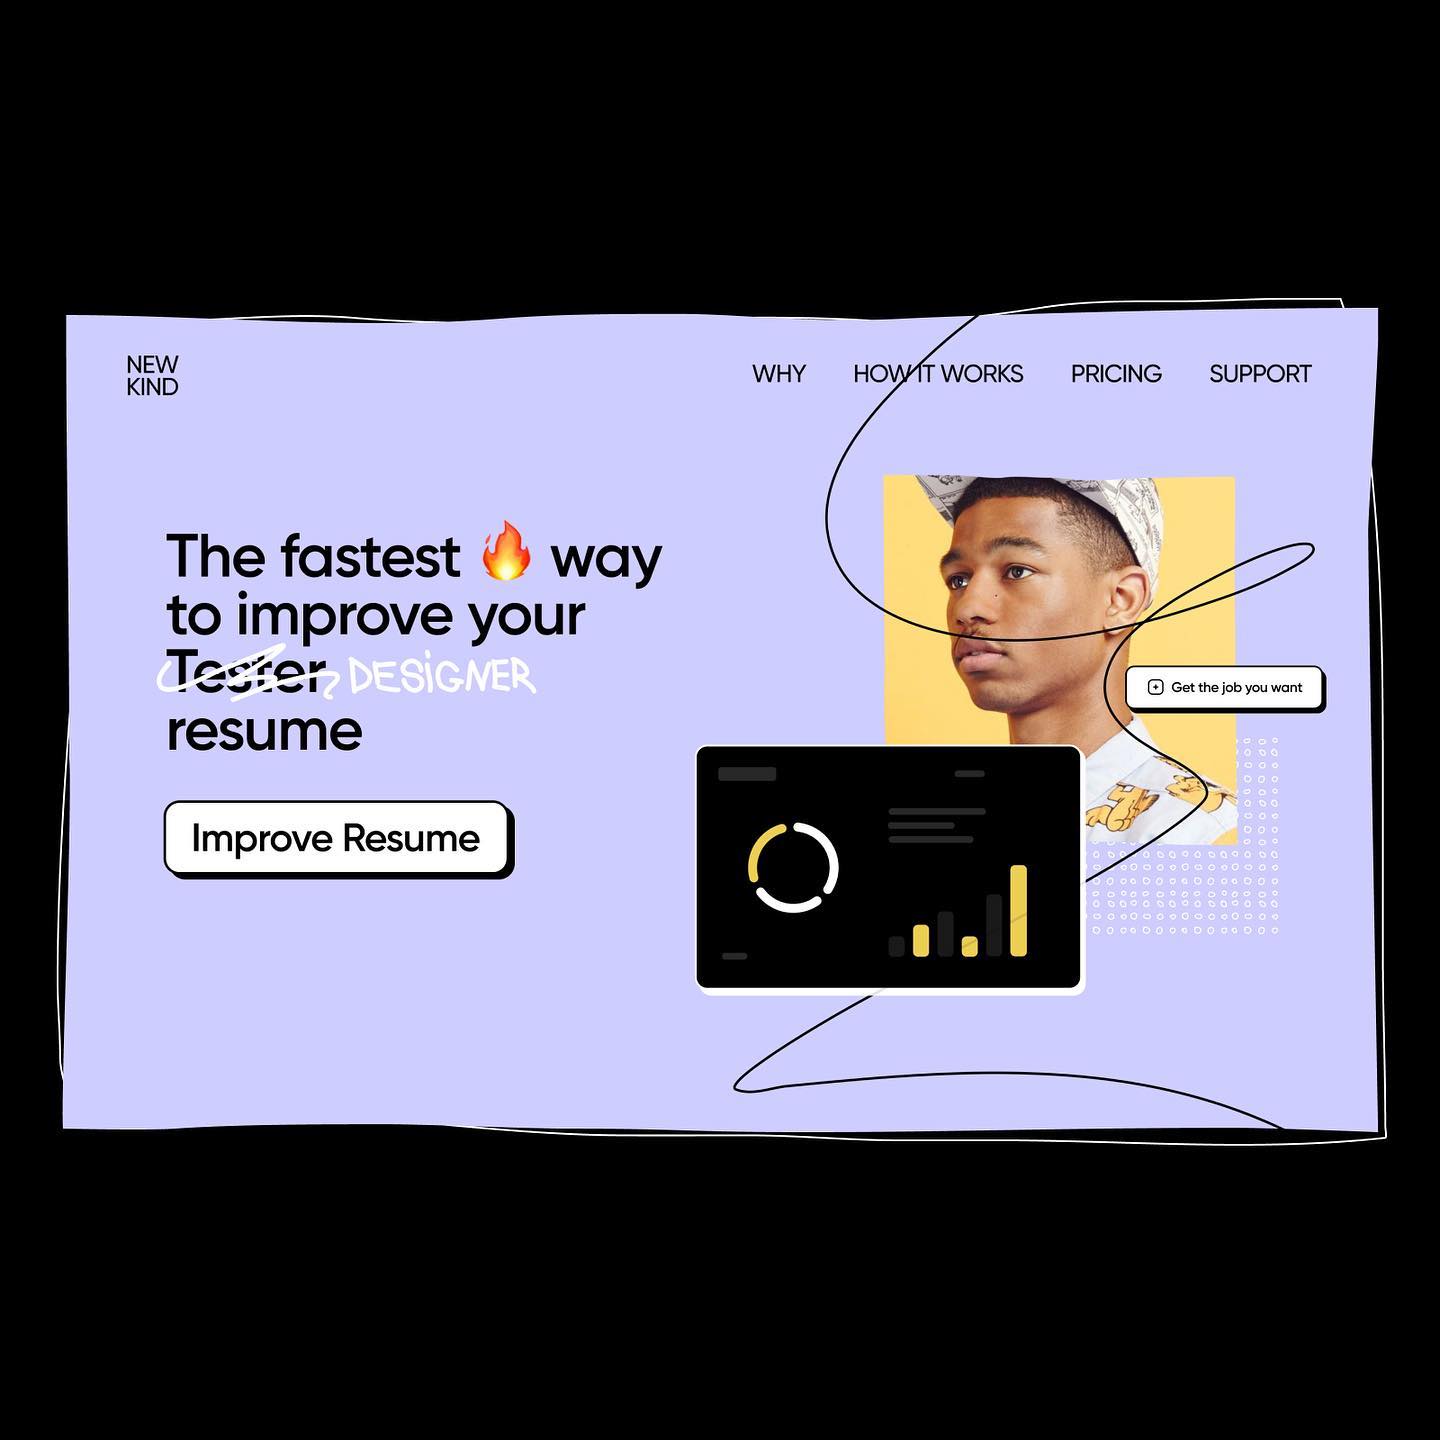 NEW
KIND
WHY HOW IT WORKS PRICING SUPPORT
The fastest 🔥 way
to improve your
Tester DESIGNER
resume
Improve Resume
Get the job you want